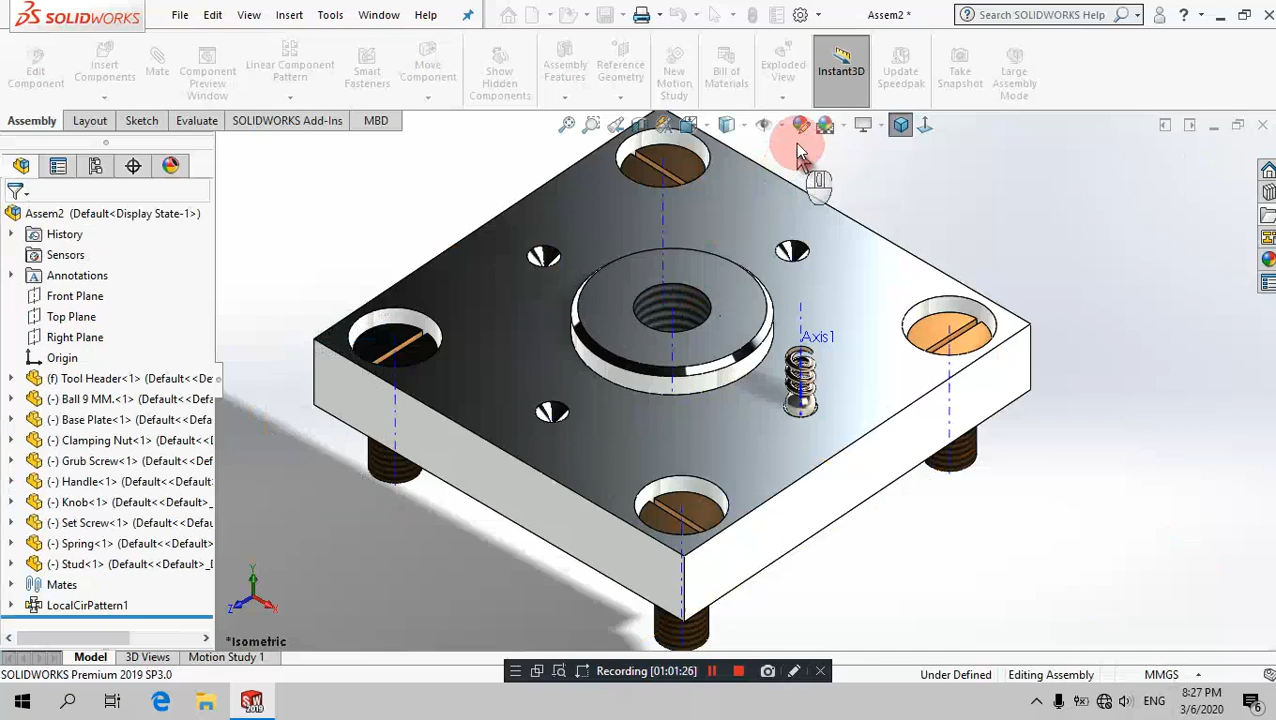 SOLIDWORKS File Edit View Insert Tools Window Help Assem2 * Search SOLIDWORKS Help ?
Edit Component Insert Components Mate Component Preview Window Linear Component Pattern Smart Fasteners Move Component Show Hidden Components Assembly Features Reference Geometry New Motion Study Bill of Materials Exploded View Instant3D Update Speedpak Take Snapshot Large Assembly Mode
Assembly Layout Sketch Evaluate SOLIDWORKS Add-Ins MBD
Assem2 (Default<Display State-1>)
History
Sensors
Annotations
Front Plane
Top Plane
Right Plane
Origin
(f) Tool Header<1> (Default<<De
(-) Ball 9 MM.<1> (Default<<Def
(-) Base Plate<1> (Default<<Def
(-) Clamping Nut<1> (Default<<
(-) Grub Screw<1> (Default<<De
(-) Handle<1> (Default<<Default
(-) Knob<1> (Default<<Default>_
(-) Set Screw<1> (Default<<Defa
(-) Spring<1> (Default<<Default>
(-) Stud<1> (Default<<Default>_D
Mates
LocalCirPattern1
Axis1
Y
Z
X
*Isometric
Model 3D Views Motion Study 1
Recording [01:01:26]
SOLIDWORKS Premium 2019 SP3.0 Under Defined Editing Assembly MMGS
SW
2019
ENG
8:27 PM
3/6/2020
6